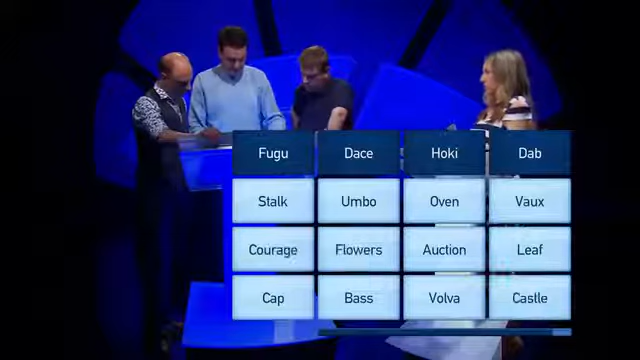 Fugu Dace Hoki Dab
Stalk Umbo Oven Vaux
Courage Flowers Auction Leaf
Cap Bass Volva Castle